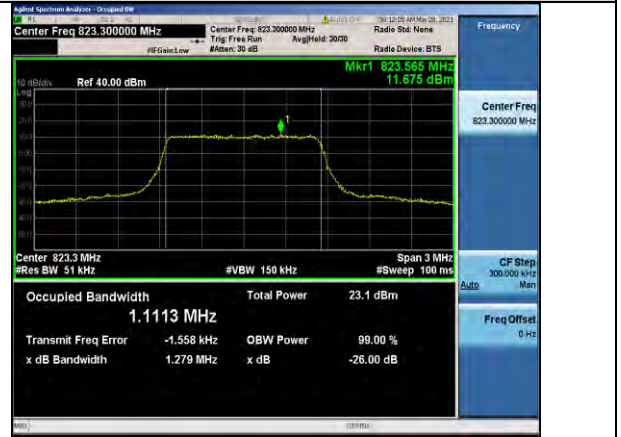 Agilent Spectrum Analyzer - Occupied BW
Center Freq 823.300000 MHz
Center Freq: 823.300000 MHz
Radio Std: None
Trig: Free Run
Avg|Hold: 30/30
#IFGain:Low
#Atten: 30 dB
Radio Device: BTS
Frequency
Mkr1 823.565 MHz
11.675 dBm
10 dB/div
Ref 40.00 dBm
Log
1
Center Freq
823.300000 MHz
Center 823.3 MHz
Span 3 MHz
#Res BW 51 kHz
#VBW 150 kHz
#Sweep 100 ms
CF Step
300.000 kHz
Auto
Man
Occupied Bandwidth
Total Power
23.1 dBm
1.1113 MHz
Freq Offset
0 Hz
Transmit Freq Error
-1.558 kHz
OBW Power
99.00 %
x dB Bandwidth
1.279 MHz
x dB
-26.00 dB
MSG
STATUS